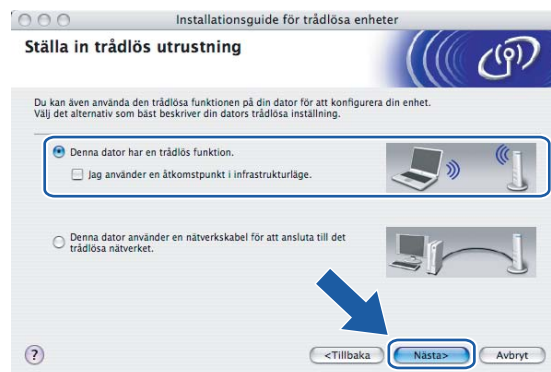 Installationsguide för trådlösa enheter
Ställa in trådlös utrustning
Du kan även använda den trådlösa funktionen på din dator för att konfigurera din enhet.
Välj det alternativ som bäst beskriver din dators trådlösa inställning.
Denna dator har en trådlös funktion.
Jag använder en åtkomstpunkt i infrastrukturläge.
Denna dator använder en nätverkskabel för att ansluta till det
trådlösa nätverket.
?
<Tillbaka
Nästa>
Avbryt